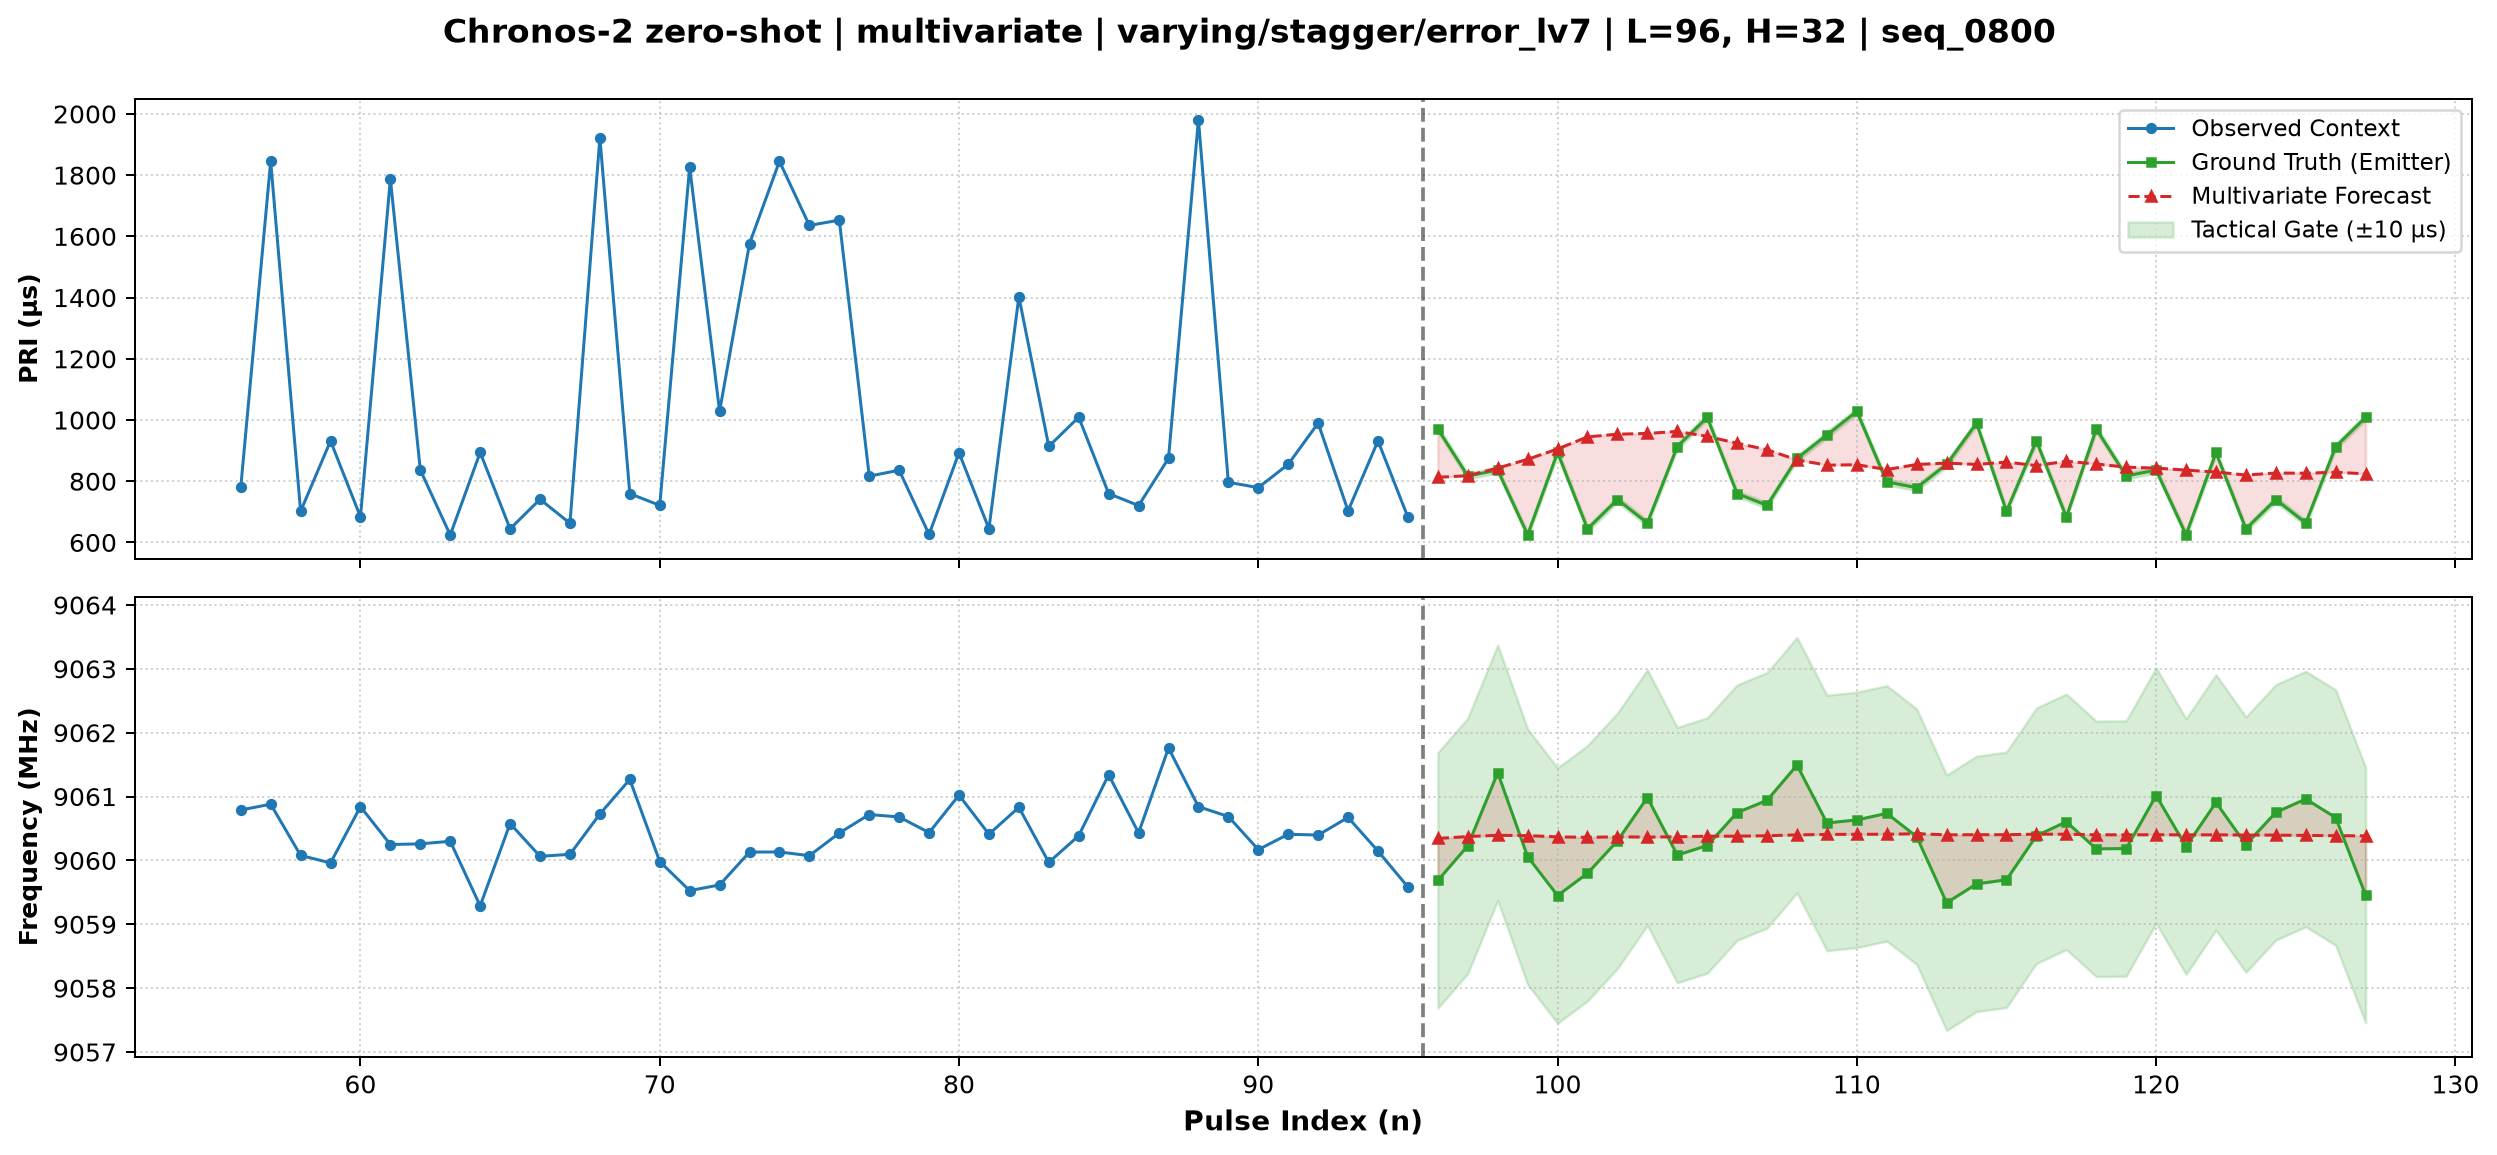 Chronos-2 zero-shot | multivariate | varying/stagger/error_lv7 | L=96, H=32 | seq_0800
2000
1800
1600
1400
1200
1000
800
600
PRI (µs)
Observed Context
Ground Truth (Emitter)
Multivariate Forecast
Tactical Gate (±10 µs)
9064
9063
9062
9061
9060
9059
9058
9057
Frequency (MHz)
60 70 80 90 100 110 120 130
Pulse Index (n)